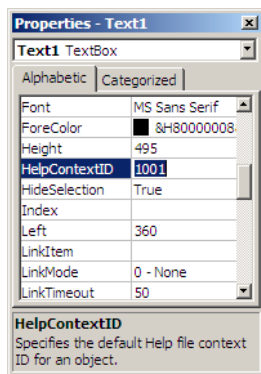 Properties - Text1
Text1 TextBox
Alphabetic Categorized
Font MS Sans Serif
ForeColor &H80000008&
Height 495
HelpContextID 1001
HideSelection True
Index
Left 360
LinkItem
LinkMode 0 - None
LinkTimeout 50
HelpContextID
Specifies the default Help file context
ID for an object.